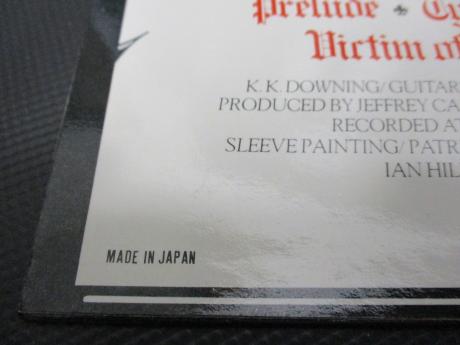 Prelude
Victim of
K. K. DOWNING/GUITAR
PRODUCED BY JEFFREY CA
RECORDED AT
SLEEVE PAINTING/PATR
IAN HIL
MADE IN JAPAN